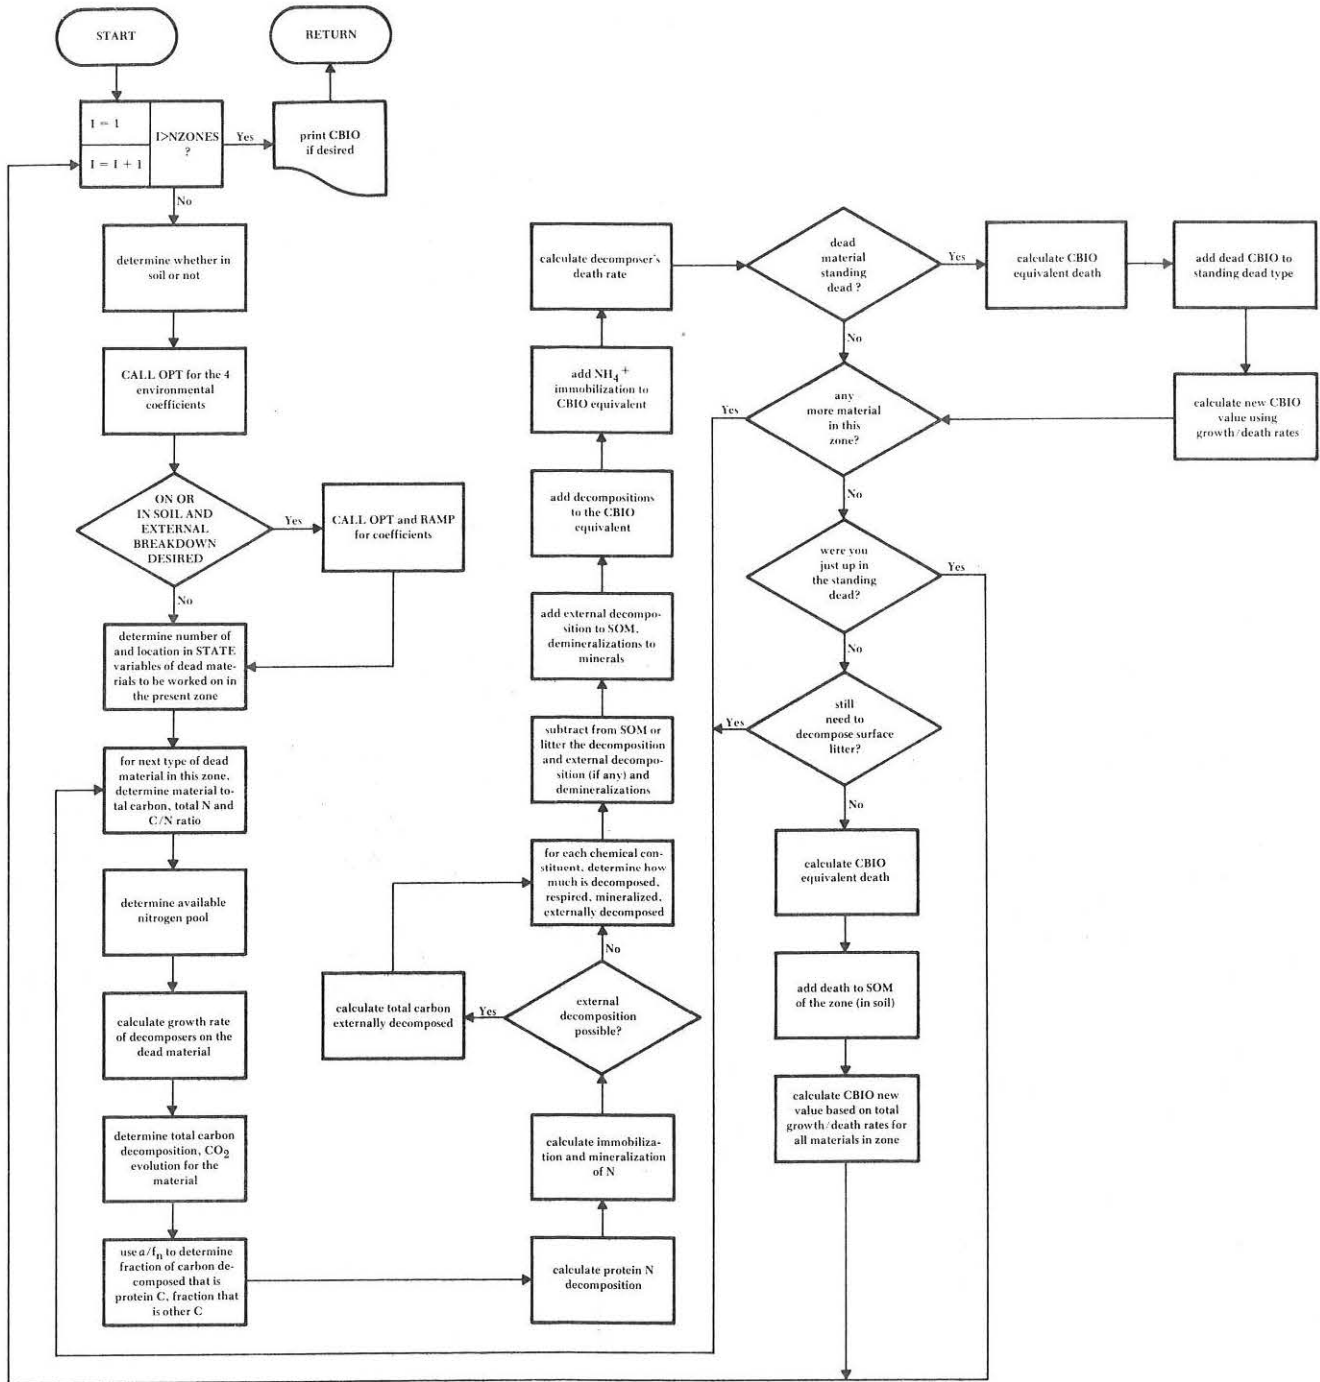 START
RETURN
I = 1
I = I + 1
I>NZONES
?
Yes
print CBIO
if desired
No
determine whether in
soil or not
CALL OPT for the 4
environmental
coefficients
ON OR
IN SOIL AND
EXTERNAL
BREAKDOWN
DESIRED
Yes
CALL OPT and RAMP
for coefficients
No
determine number of
and location in STATE
variables of dead mate-
rials to be worked on in
the present zone
for next type of dead
material in this zone,
determine material to-
tal carbon, total N and
C/N ratio
determine available
nitrogen pool
calculate growth rate
of decomposers on the
dead material
determine total carbon
decomposition, CO2
evolution for the
material
use a/fn to determine
fraction of carbon de-
composed that is
protein C, fraction that
is other C
calculate protein N
decomposition
calculate immobiliza-
tion and mineralization
of N
external
decomposition
possible?
Yes
calculate total carbon
externally decomposed
No
for each chemical con-
stituent, determine how
much is decomposed,
respired, mineralized,
externally decomposed
subtract from SOM or
litter the decomposition
and external decompo-
sition (if any) and
demineralizations
add external decompo-
sition to SOM,
demineralizations to
minerals
add decompositions
to the CBIO
equivalent
add NH4+
immobilization to
CBIO equivalent
calculate decomposer's
death rate
dead
material
standing
dead ?
Yes
calculate CBIO
equivalent death
add dead CBIO to
standing dead type
calculate new CBIO
value using
growth/death rates
No
any
more material
in this
zone?
Yes
No
were you
just up in
the standing
dead?
Yes
No
still
need to
decompose surface
litter?
Yes
No
calculate CBIO
equivalent death
add death to SOM
of the zone (in soil)
calculate CBIO new
value based on total
growth/death rates for
all materials in zone